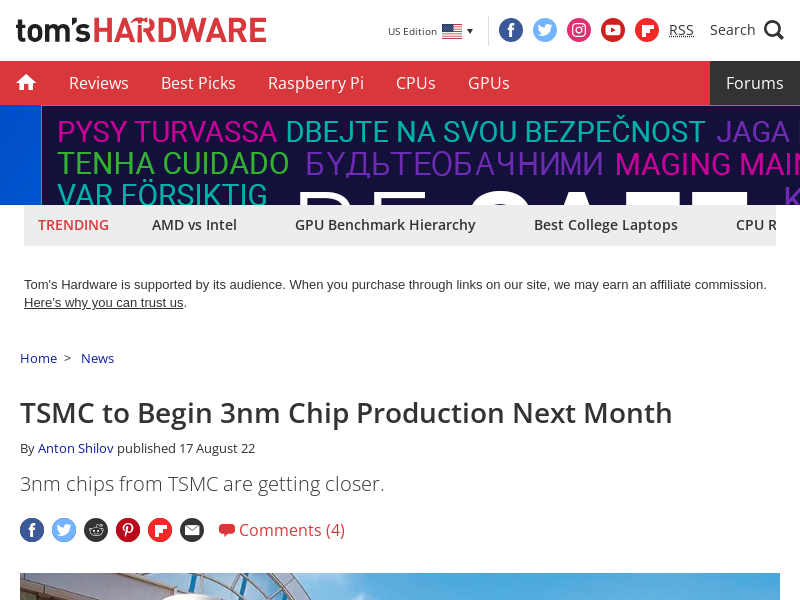 tom's HARDWARE
US Edition
RSS
Search
Reviews
Best Picks
Raspberry Pi
CPUs
GPUs
Forums
PYSY TURVASSA DBEJTE NA SVOU BEZPEČNOST JAGA
TENHA CUIDADO БУДЬТЕОБАЧНИМИ MAGING MAIN
VAR FÖRSIKTIG
TRENDING
AMD vs Intel
GPU Benchmark Hierarchy
Best College Laptops
CPU R
Tom's Hardware is supported by its audience. When you purchase through links on our site, we may earn an affiliate commission.
Here's why you can trust us.
Home > News
TSMC to Begin 3nm Chip Production Next Month
By Anton Shilov published 17 August 22
3nm chips from TSMC are getting closer.
Comments (4)